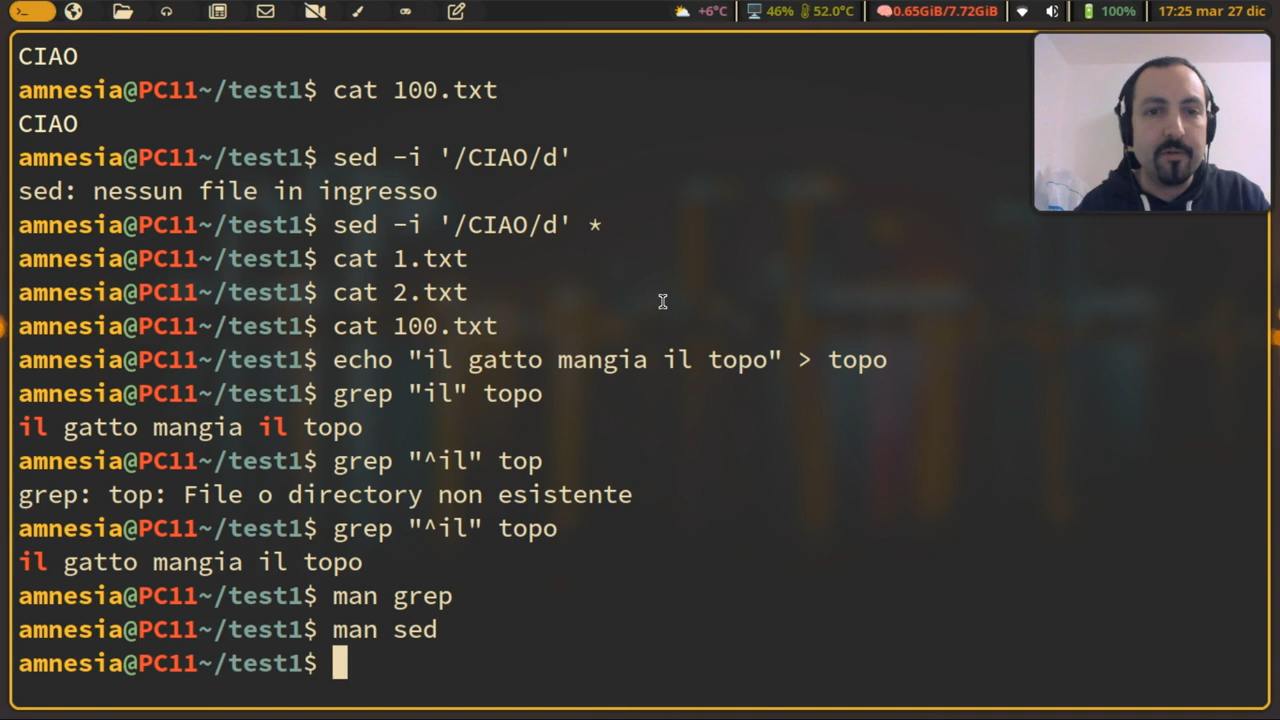 +6°C 46% 52.0°C 0.65GiB/7.72GiB 100% 17:25 mar 27 dic
CIAO
amnesia@PC11~/test1$ cat 100.txt
CIAO
amnesia@PC11~/test1$ sed -i '/CIAO/d'
sed: nessun file in ingresso
amnesia@PC11~/test1$ sed -i '/CIAO/d' *
amnesia@PC11~/test1$ cat 1.txt
amnesia@PC11~/test1$ cat 2.txt
amnesia@PC11~/test1$ cat 100.txt
amnesia@PC11~/test1$ echo "il gatto mangia il topo" > topo
amnesia@PC11~/test1$ grep "il" topo
il gatto mangia il topo
amnesia@PC11~/test1$ grep "^il" top
grep: top: File o directory non esistente
amnesia@PC11~/test1$ grep "^il" topo
il gatto mangia il topo
amnesia@PC11~/test1$ man grep
amnesia@PC11~/test1$ man sed
amnesia@PC11~/test1$